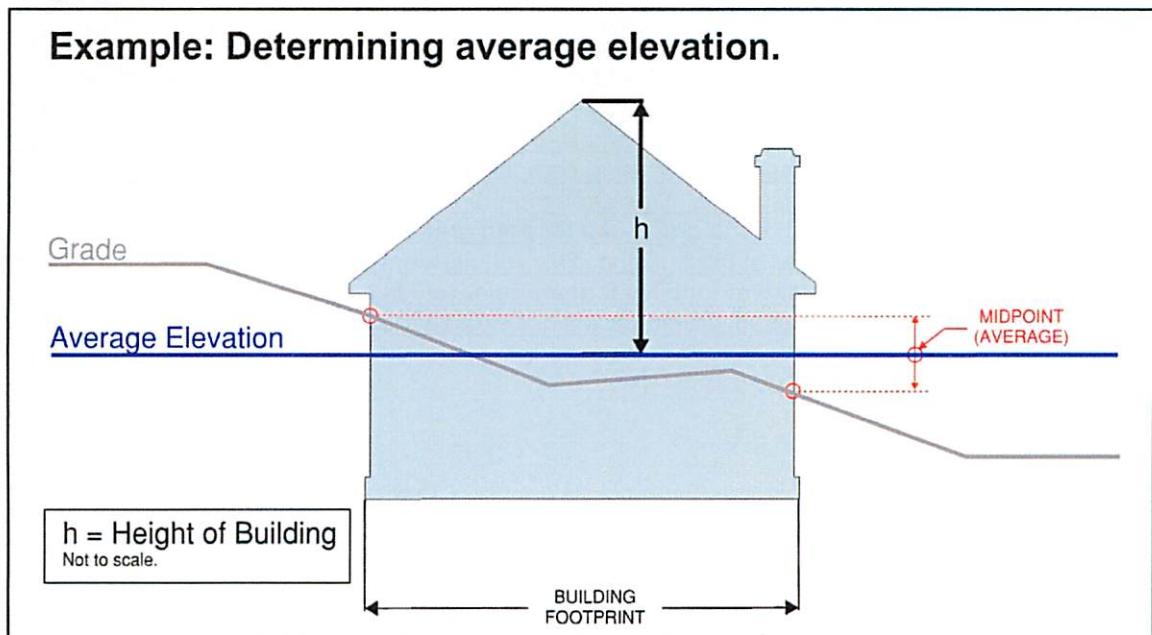 Example: Determining average elevation.
h
Grade
Average Elevation
MIDPOINT
(AVERAGE)
h = Height of Building
Not to scale.
BUILDING
FOOTPRINT